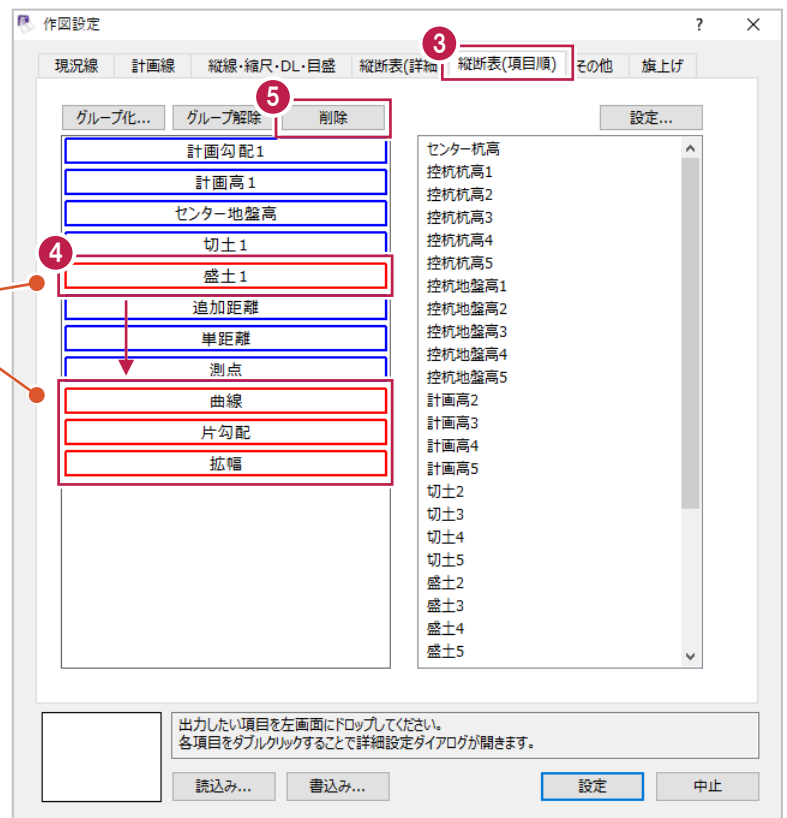 作図設定
? ×
3
現況線 計画線 縦線・縮尺・DL・目盛 縦断表(詳細 縦断表(項目順) その他 旗上げ
5
グループ化... グループ解除 削除 設定...
計画勾配1
計画高1
センター地盤高
切土1
4
盛土1
追加距離
単距離
測点
曲線
片勾配
拡幅
センター杭高
控杭杭高1
控杭杭高2
控杭杭高3
控杭杭高4
控杭杭高5
控杭地盤高1
控杭地盤高2
控杭地盤高3
控杭地盤高4
控杭地盤高5
計画高2
計画高3
計画高4
計画高5
切土2
切土3
切土4
切土5
盛土2
盛土3
盛土4
盛土5
出力したい項目を左画面にドロップしてください。
各項目をダブルクリックすることで詳細設定ダイアログが開きます。
読込み... 書込み... 設定 中止